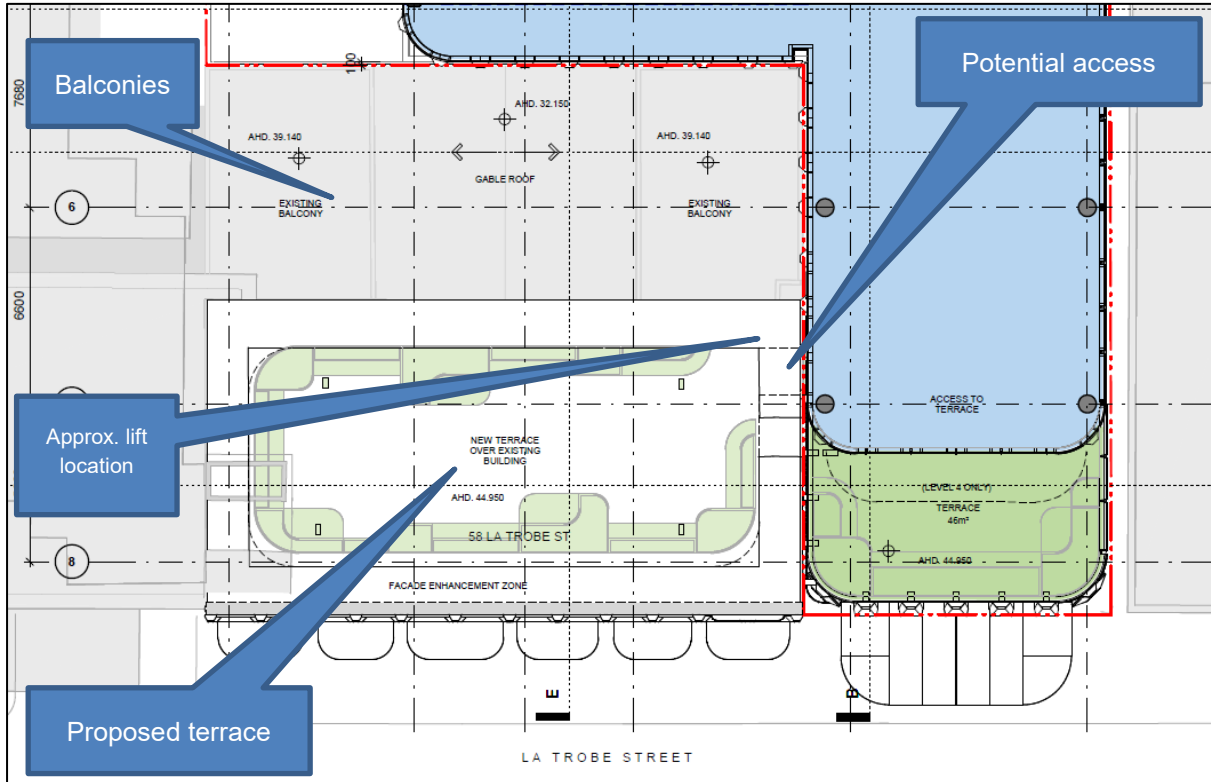 Balconies
Potential access
100
7680
AHD. 32.150
AHD. 39.140
AHD. 39.140
GABLE ROOF
6
EXISTING
BALCONY
EXISTING
BALCONY
6600
ACCESS TO
TERRACE
Approx. lift
location
NEW TERRACE
OVER EXISTING
BUILDING
AHD. 44.950
(LEVEL 4 ONLY)
TERRACE
46m²
58 LA TROBE ST
AHD. 44.950
8
FACADE ENHANCEMENT ZONE
Proposed terrace
E
B
LA TROBE STREET